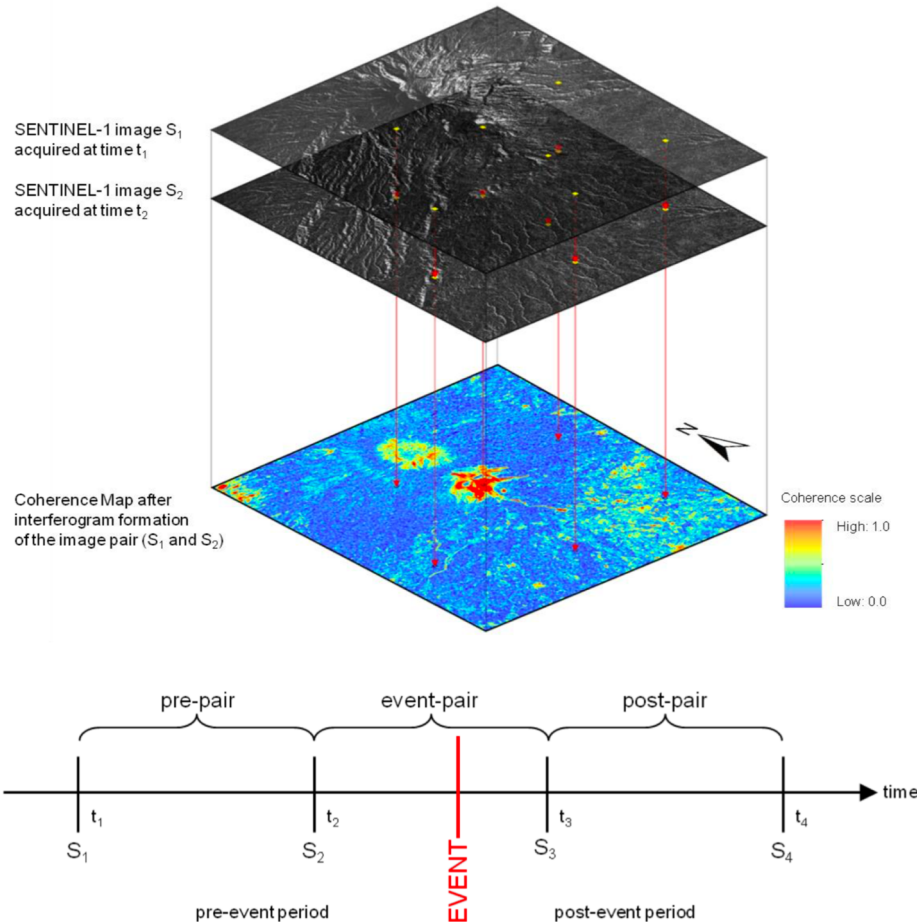 SENTINEL-1 image S₁
acquired at time t₁
SENTINEL-1 image S₂
acquired at time t₂
N
Coherence Map after
interferogram formation
of the image pair (S₁ and S₂)
Coherence scale
High: 1.0
Low: 0.0
pre-pair event-pair post-pair
time
t₁ t₂ t₃ t₄
S₁ S₂ S₃ S₄
EVENT
pre-event period post-event period